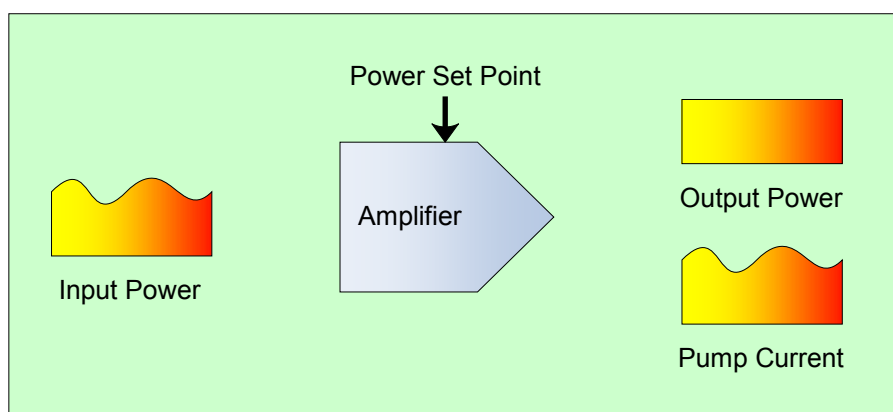 Power Set Point
Amplifier
Input Power
Output Power
Pump Current